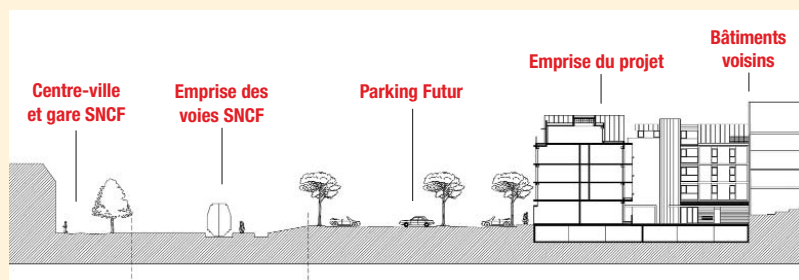 Centre-ville
et gare SNCF
Emprise des
voies SNCF
Parking Futur
Emprise du projet
Bâtiments
voisins